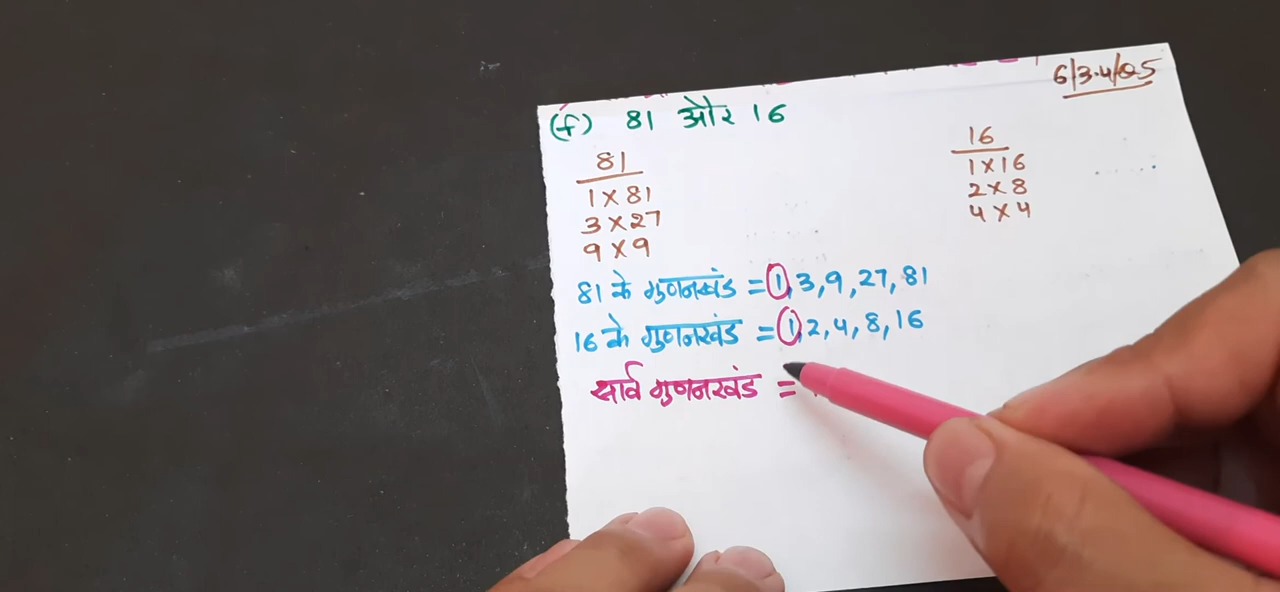 6/3.4/Q5
(f) 81 और 16
81
1 × 81
3 × 27
9 × 9
16
1 × 16
2 × 8
4 × 4
81 के गुणनखंड = 1, 3, 9, 27, 81
16 के गुणनखंड = 1, 2, 4, 8, 16
सार्व गुणनखंड =